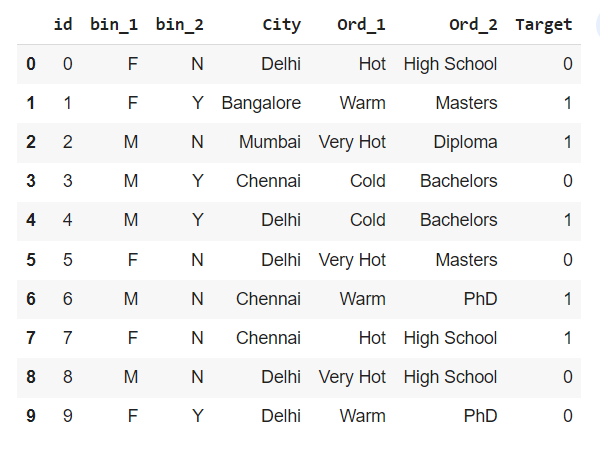 id bin_1 bin_2 City Ord_1 Ord_2 Target
0 0 F N Delhi Hot High School 0
1 1 F Y Bangalore Warm Masters 1
2 2 M N Mumbai Very Hot Diploma 1
3 3 M Y Chennai Cold Bachelors 0
4 4 M Y Delhi Cold Bachelors 1
5 5 F N Delhi Very Hot Masters 0
6 6 M N Chennai Warm PhD 1
7 7 F N Chennai Hot High School 1
8 8 M N Delhi Very Hot High School 0
9 9 F Y Delhi Warm PhD 0